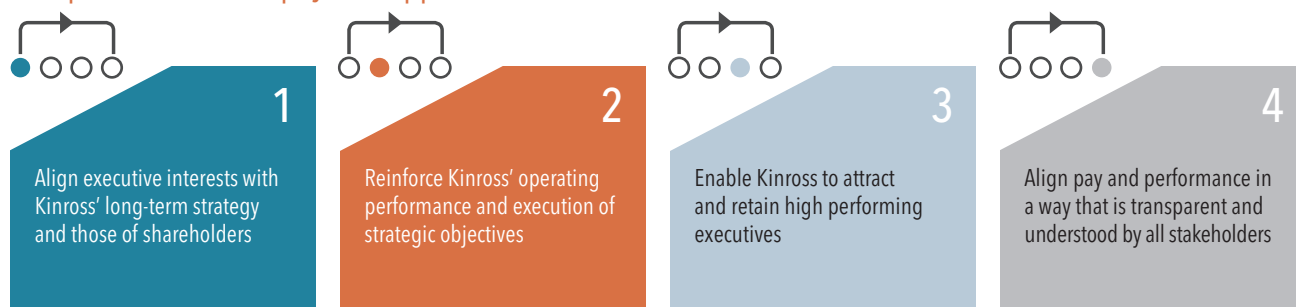 1
Align executive interests with
Kinross’ long-term strategy
and those of shareholders
2
Reinforce Kinross’ operating
performance and execution of
strategic objectives
3
Enable Kinross to attract
and retain high performing
executives
4
Align pay and performance in
a way that is transparent and
understood by all stakeholders